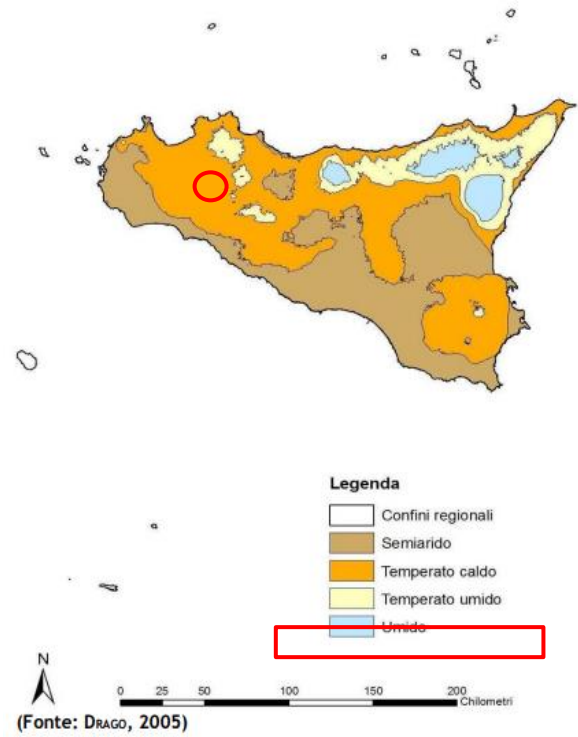 Legenda
Confini regionali
Semiarido
Temperato caldo
Temperato umido
Umido
N
0 25 50 100 150 200
Chilometri
(Fonte: DRAGO, 2005)